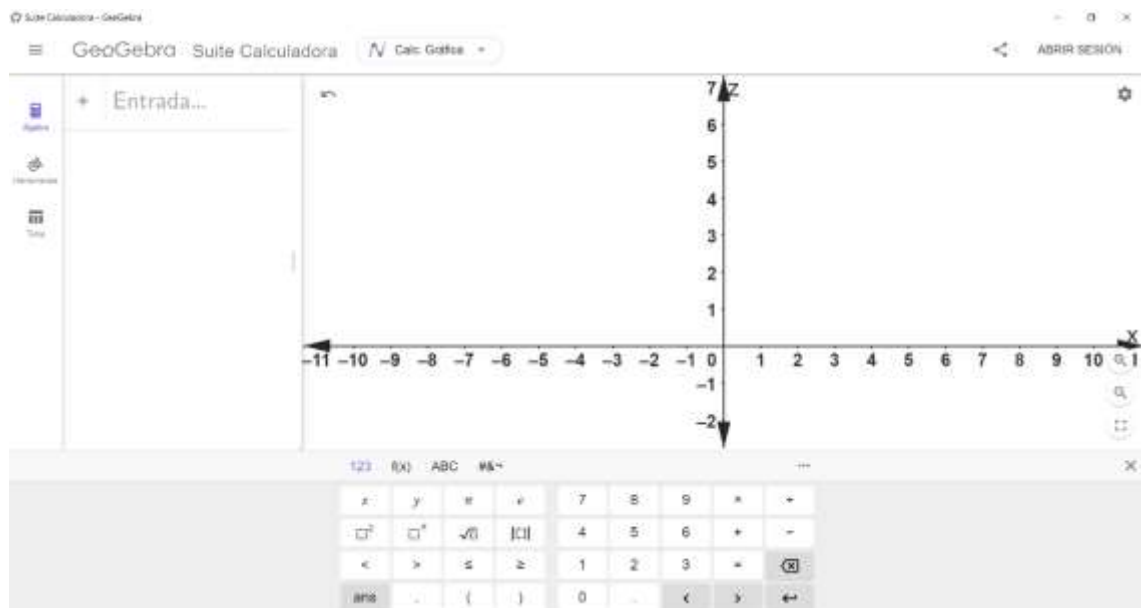 Suite Calculadora - GeoGebra
GeoGebra Suite Calculadora Calc. Gráfica ABRIR SESIÓN
+ Entrada...
Álgebra
Herramientas
Tabla
Z
7
6
5
4
3
2
1
X
–11 –10 –9 –8 –7 –6 –5 –4 –3 –2 –1 0 1 2 3 4 5 6 7 8 9 10
–1
–2
123 f(x) ABC #&¬ ...
x y π e 7 8 9 × ÷
□² □ⁿ √□ |□| 4 5 6 + −
< > ≤ ≥ 1 2 3 = ⌫
ans , ( ) 0 . < > ↵